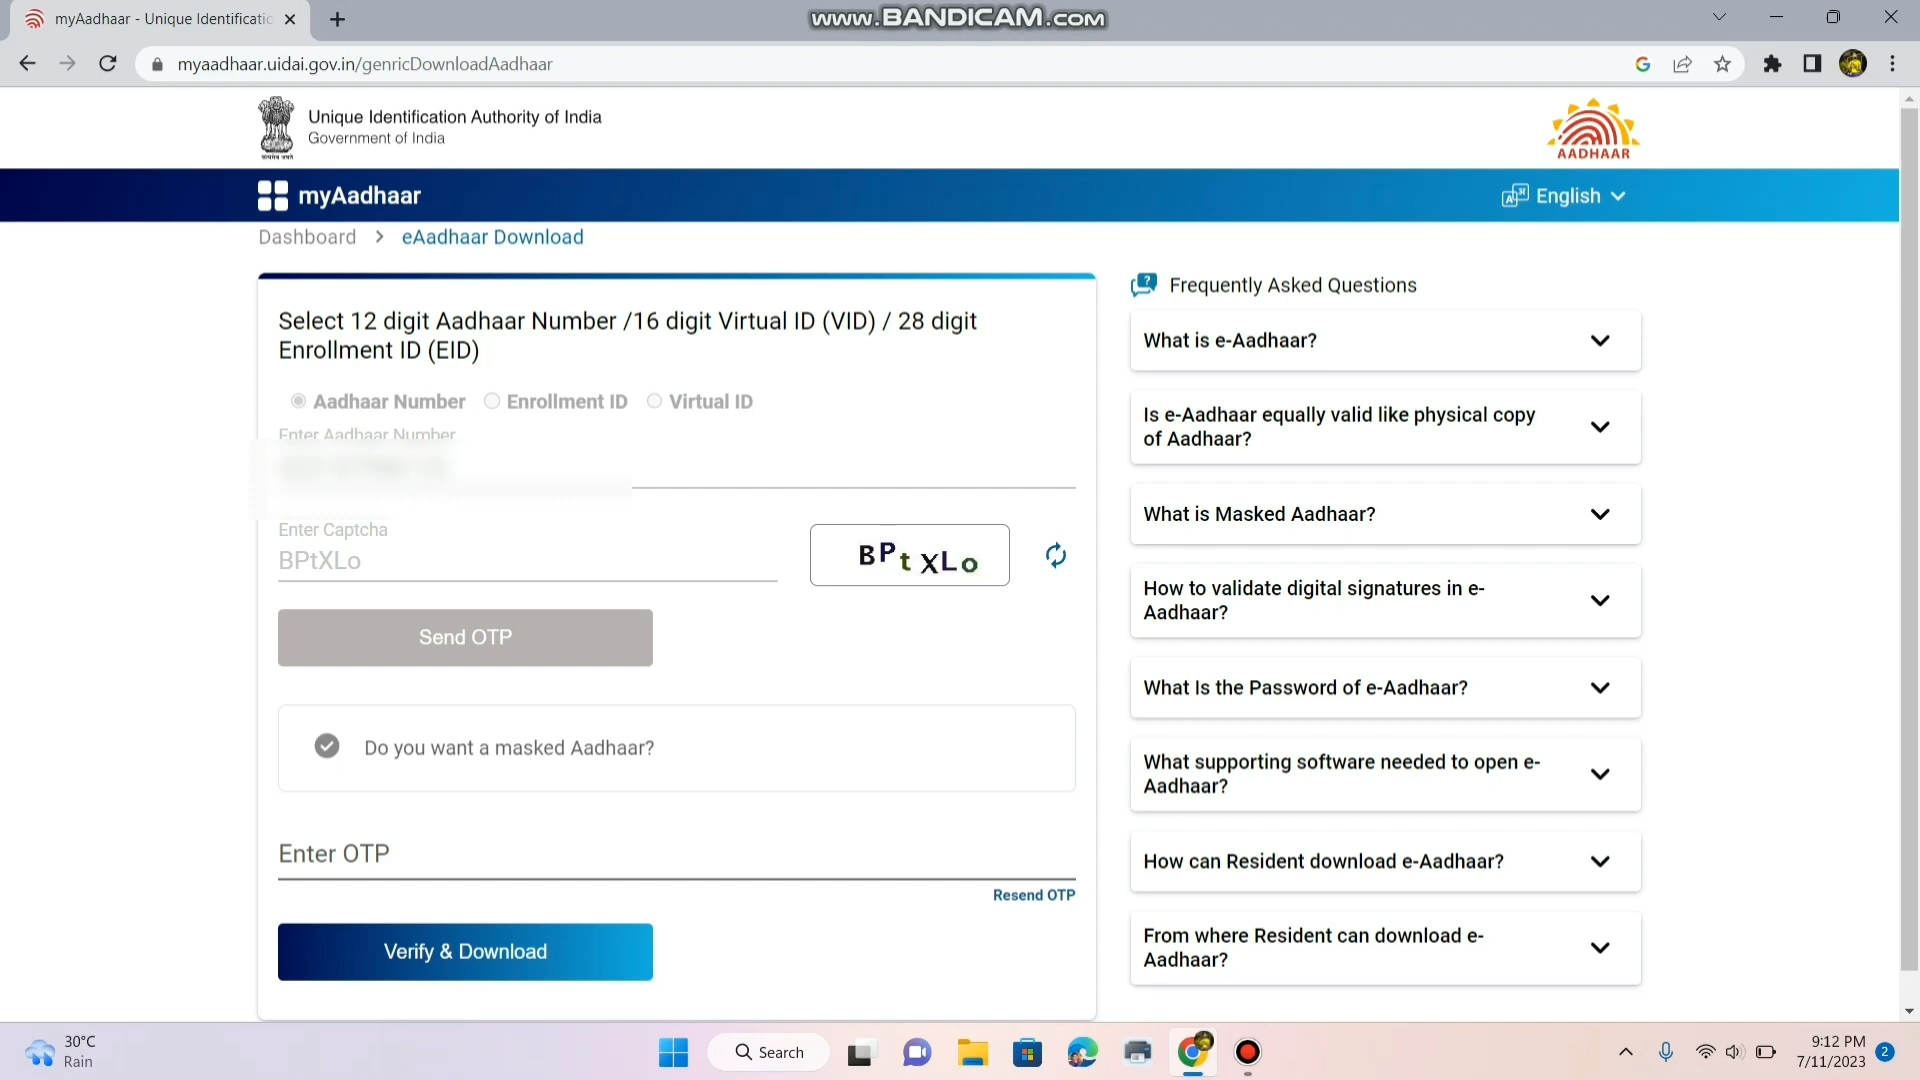 myAadhaar - Unique Identificatio
www.BANDICAM.com
myaadhaar.uidai.gov.in/genricDownloadAadhaar
Unique Identification Authority of India
Government of India
सत्यमेव जयते
AADHAAR
myAadhaar
English
Dashboard > eAadhaar Download
Select 12 digit Aadhaar Number /16 digit Virtual ID (VID) / 28 digit
Enrollment ID (EID)
Aadhaar Number
Enrollment ID
Virtual ID
Enter Aadhaar Number
Enter Captcha
BPtXLo
BPtXLo
Send OTP
Do you want a masked Aadhaar?
Enter OTP
Resend OTP
Verify & Download
Frequently Asked Questions
What is e-Aadhaar?
Is e-Aadhaar equally valid like physical copy
of Aadhaar?
What is Masked Aadhaar?
How to validate digital signatures in e-
Aadhaar?
What Is the Password of e-Aadhaar?
What supporting software needed to open e-
Aadhaar?
How can Resident download e-Aadhaar?
From where Resident can download e-
Aadhaar?
30°C
Rain
Search
9:12 PM
7/11/2023
2